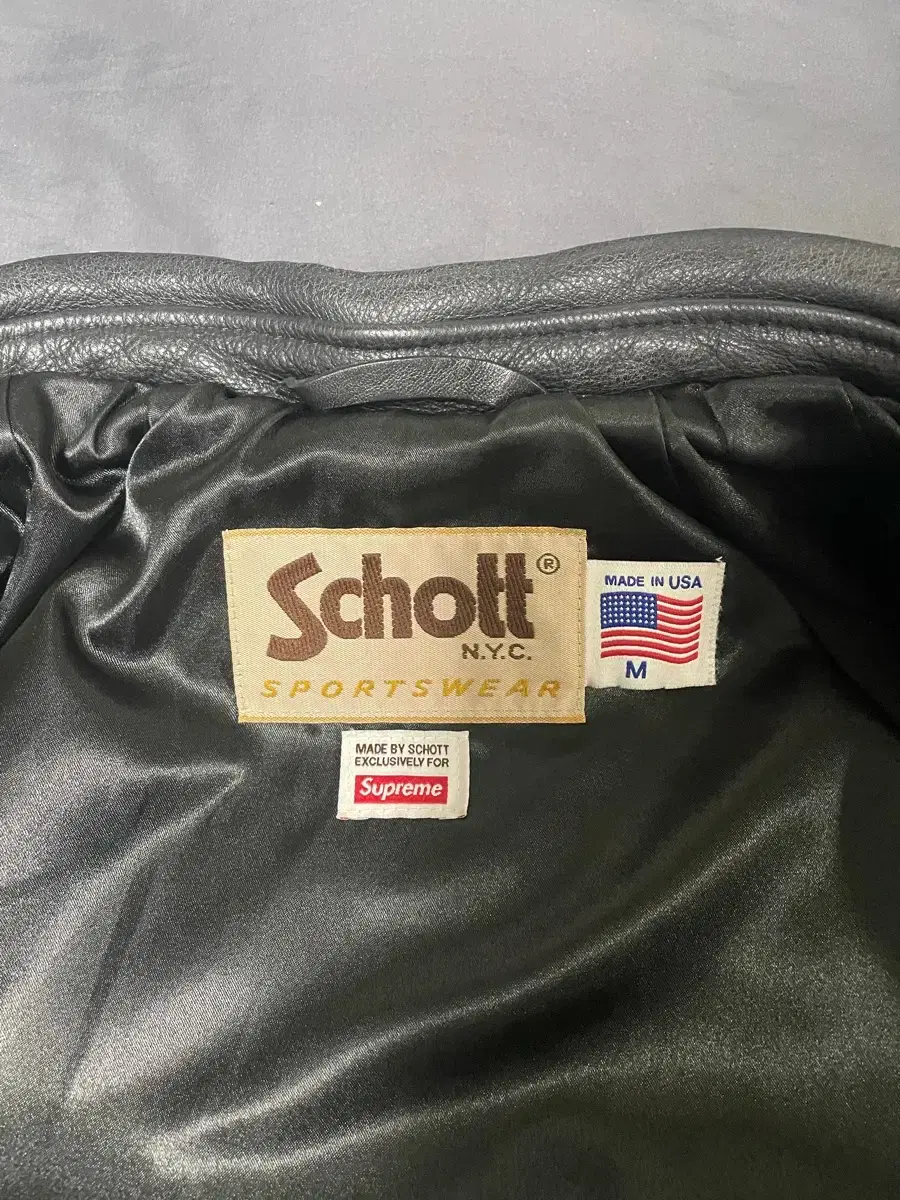 Schott®
N.Y.C.
SPORTSWEAR
MADE IN USA
M
MADE BY SCHOTT
EXCLUSIVELY FOR
Supreme